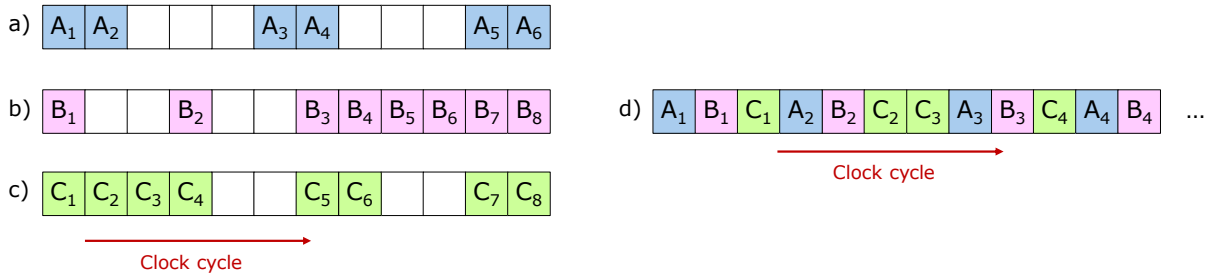 a) A₁ A₂ A₃ A₄ A₅ A₆
b) B₁ B₂ B₃ B₄ B₅ B₆ B₇ B₈
c) C₁ C₂ C₃ C₄ C₅ C₆ C₇ C₈
Clock cycle
d) A₁ B₁ C₁ A₂ B₂ C₂ C₃ A₃ B₃ C₄ A₄ B₄ ...
Clock cycle